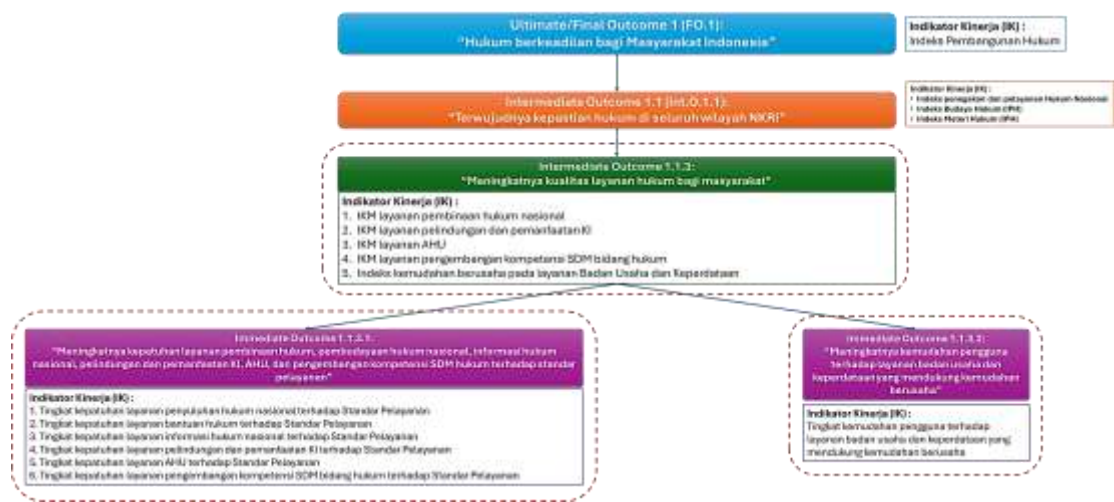 Ultimate/Final Outcome 1 (FO.1):
"Hukum berkeadilan bagi Masyarakat Indonesia"
Indikator Kinerja (IK) :
Indeks Pembangunan Hukum
Intermediate Outcome 1.1 (Int.O.1.1):
"Terwujudnya kepastian hukum di seluruh wilayah NKRI"
Indikator Kinerja (IK) :
• Indeks penegakan dan pelayanan Hukum Nasional
• Indeks Budaya Hukum (IPH)
• Indeks Materi Hukum (IPH)
Intermediate Outcome 1.1.3:
"Meningkatnya kualitas layanan hukum bagi masyarakat"
Indikator Kinerja (IK) :
1. IKM layanan pembinaan hukum nasional
2. IKM layanan pelindungan dan pemanfaatan KI
3. IKM layanan AHU
4. IKM layanan pengembangan kompetensi SDM bidang hukum
5. Indeks kemudahan berusaha pada layanan Badan Usaha dan Keperdataan
Immediate Outcome 1.1.3.1:
"Meningkatnya kepatuhan layanan pembinaan hukum, pembudayaan hukum nasional, informasi hukum
nasional, pelindungan dan pemanfaatan KI, AHU, dan pengembangan kompetensi SDM hukum terhadap standar
pelayanan"
Indikator Kinerja (IK) :
1. Tingkat kepatuhan layanan penyuluhan hukum nasional terhadap Standar Pelayanan
2. Tingkat kepatuhan layanan bantuan hukum terhadap Standar Pelayanan
3. Tingkat kepatuhan layanan informasi hukum nasional terhadap Standar Pelayanan
4. Tingkat kepatuhan layanan pelindungan dan pemanfaatan KI terhadap Standar Pelayanan
5. Tingkat kepatuhan layanan AHU terhadap Standar Pelayanan
6. Tingkat kepatuhan layanan pengembangan kompetensi SDM bidang hukum terhadap Standar Pelayanan
Immediate Outcome 1.1.3.2:
"Meningkatnya kemudahan pengguna
terhadap layanan badan usaha dan
keperdataan yang mendukung kemudahan
berusaha"
Indikator Kinerja (IK) :
Tingkat kemudahan pengguna terhadap
layanan badan usaha dan keperdataan yang
mendukung kemudahan berusaha